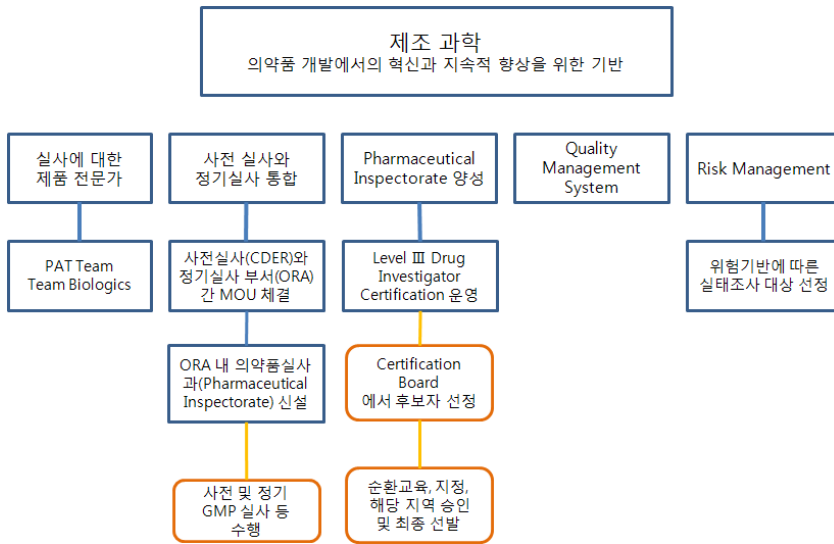 제조 과학
의약품 개발에서의 혁신과 지속적 향상을 위한 기반
실사에 대한
제품 전문가
사전 실사와
정기실사 통합
Pharmaceutical
Inspectorate 양성
Quality
Management
System
Risk Management
PAT Team
Team Biologics
사전실사(CDER)와
정기실사 부서(ORA)
간 MOU 체결
Level Ⅲ Drug
Investigator
Certification 운영
위험기반에 따른
실태조사 대상 선정
ORA 내 의약품실사
과(Pharmaceutical
Inspectorate) 신설
Certification
Board
에서 후보자 선정
사전 및 정기
GMP 실사 등
수행
순환교육, 지정,
해당 지역 승인
및 최종 선발